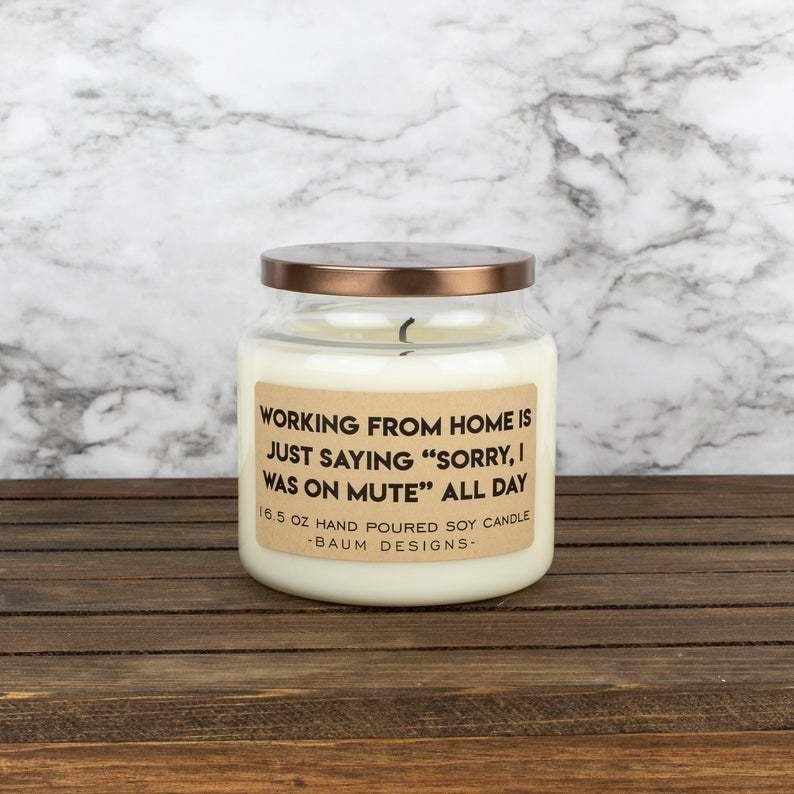 WORKING FROM HOME IS
JUST SAYING “SORRY, I
WAS ON MUTE” ALL DAY
16.5 OZ HAND POURED SOY CANDLE
-BAUM DESIGNS-